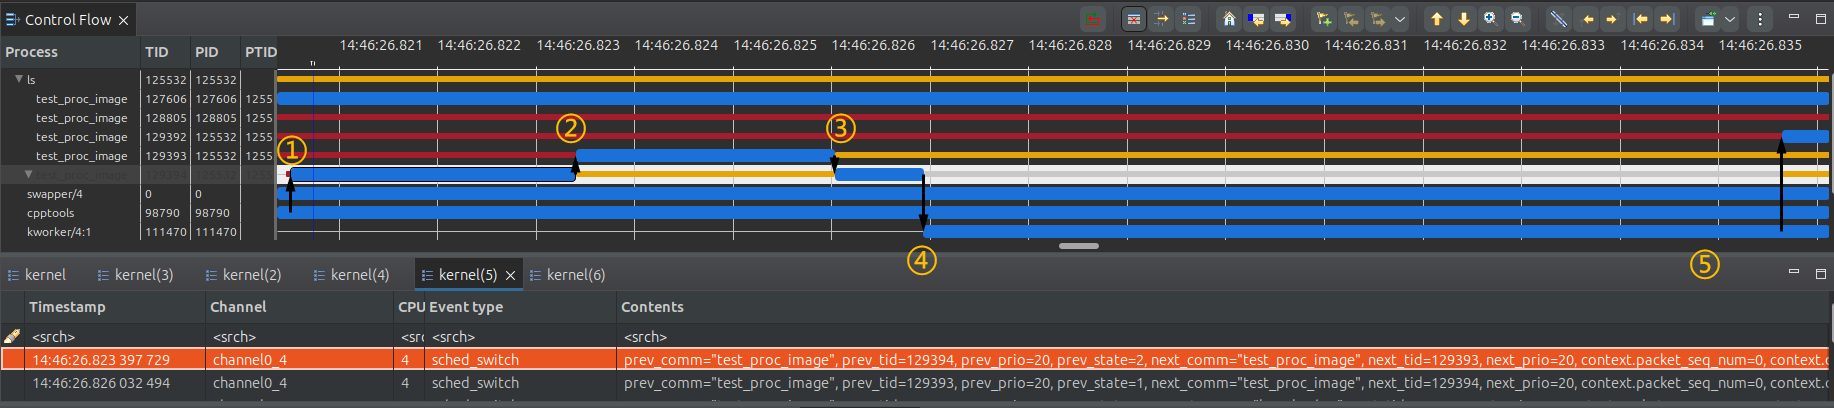 Control Flow
Process TID PID PTID 14:46:26.821 14:46:26.822 14:46:26.823 14:46:26.824 14:46:26.825 14:46:26.826 14:46:26.827 14:46:26.828 14:46:26.829 14:46:26.830 14:46:26.831 14:46:26.832 14:46:26.833 14:46:26.834 14:46:26.835
ls 125532 125532
test_proc_image 127606 127606 1255
test_proc_image 128805 128805 1255
② ③
test_proc_image 129392 125532 1255
①
test_proc_image 129393 125532 1255
test_proc_image 129394 125532 1255
swapper/4 0 0
cpptools 98790 98790
kworker/4:1 111470 111470
④ ⑤
kernel kernel(3) kernel(2) kernel(4) kernel(5) kernel(6)
Timestamp Channel CPU Event type Contents
<srch> <srch> <src <srch> <srch>
14:46:26.823 397 729 channel0_4 4 sched_switch prev_comm="test_proc_image", prev_tid=129394, prev_prio=20, prev_state=2, next_comm="test_proc_image", next_tid=129393, next_prio=20, context.packet_seq_num=0, context.c
14:46:26.826 032 494 channel0_4 4 sched_switch prev_comm="test_proc_image", prev_tid=129393, prev_prio=20, prev_state=1, next_comm="test_proc_image", next_tid=129394, next_prio=20, context.packet_seq_num=0, context.c